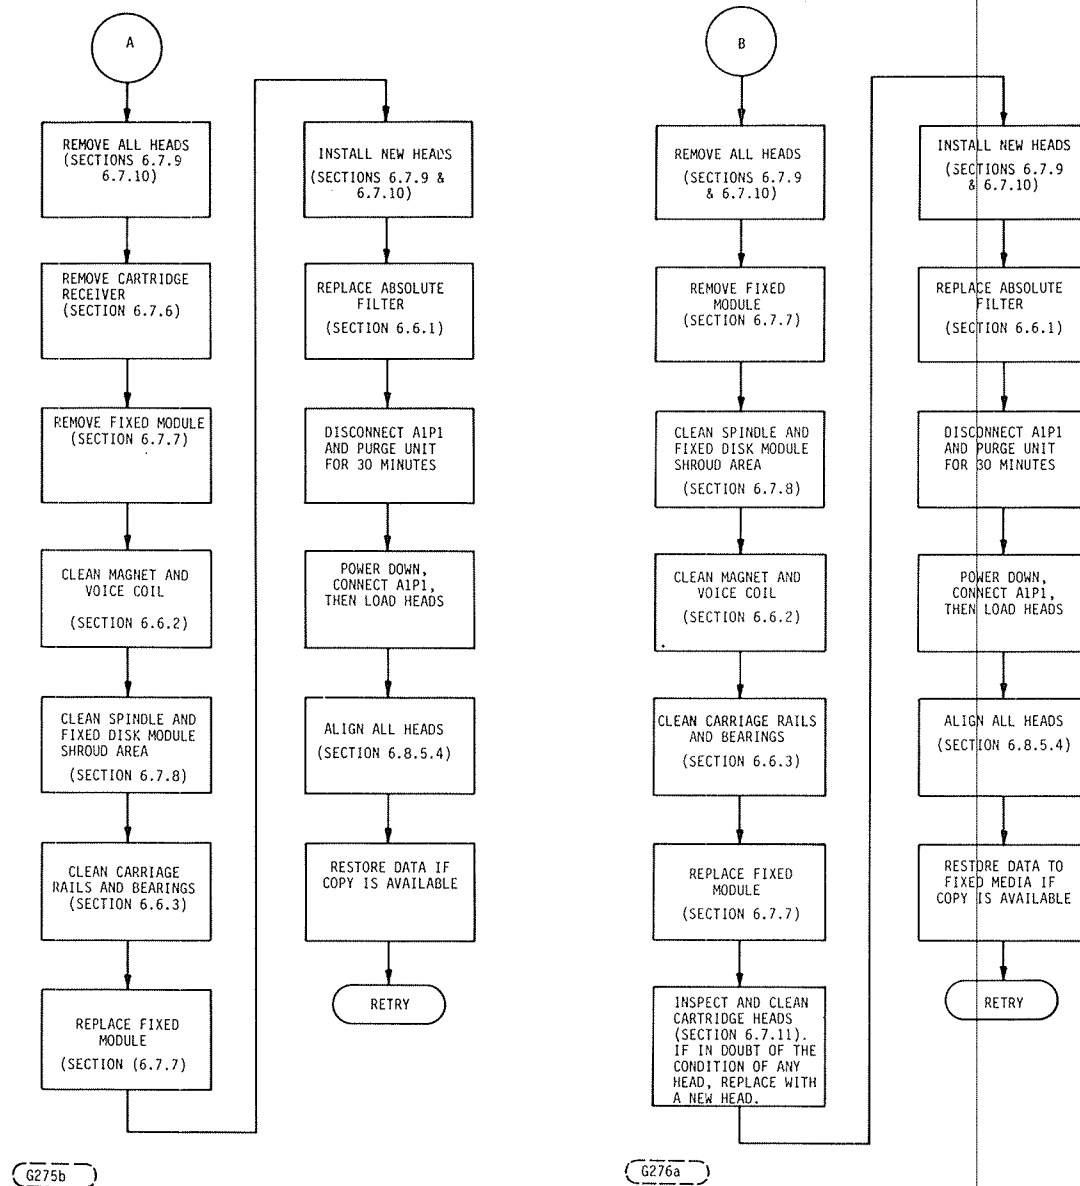 A
REMOVE ALL HEADS
(SECTIONS 6.7.9
6.7.10)
REMOVE CARTRIDGE
RECEIVER
(SECTION 6.7.6)
REMOVE FIXED MODULE
(SECTION 6.7.7)
CLEAN MAGNET AND
VOICE COIL
(SECTION 6.6.2)
CLEAN SPINDLE AND
FIXED DISK MODULE
SHROUD AREA
(SECTION 6.7.8)
CLEAN CARRIAGE
RAILS AND BEARINGS
(SECTION 6.6.3)
REPLACE FIXED
MODULE
(SECTION (6.7.7)
INSTALL NEW HEADS
(SECTIONS 6.7.9 &
6.7.10)
REPLACE ABSOLUTE
FILTER
(SECTION 6.6.1)
DISCONNECT A1P1
AND PURGE UNIT
FOR 30 MINUTES
POWER DOWN,
CONNECT A1P1,
THEN LOAD HEADS
ALIGN ALL HEADS
(SECTION 6.8.5.4)
RESTORE DATA IF
COPY IS AVAILABLE
RETRY
G275b
B
REMOVE ALL HEADS
(SECTIONS 6.7.9
& 6.7.10)
REMOVE FIXED
MODULE
(SECTION 6.7.7)
CLEAN SPINDLE AND
FIXED DISK MODULE
SHROUD AREA
(SECTION 6.7.8)
CLEAN MAGNET AND
VOICE COIL
(SECTION 6.6.2)
CLEAN CARRIAGE RAILS
AND BEARINGS
(SECTION 6.6.3)
REPLACE FIXED
MODULE
(SECTION 6.7.7)
INSPECT AND CLEAN
CARTRIDGE HEADS
(SECTION 6.7.11).
IF IN DOUBT OF THE
CONDITION OF ANY
HEAD, REPLACE WITH
A NEW HEAD.
INSTALL NEW HEADS
(SECTIONS 6.7.9
& 6.7.10)
REPLACE ABSOLUTE
FILTER
(SECTION 6.6.1)
DISCONNECT A1P1
AND PURGE UNIT
FOR 30 MINUTES
POWER DOWN,
CONNECT A1P1,
THEN LOAD HEADS
ALIGN ALL HEADS
(SECTION 6.8.5.4)
RESTORE DATA TO
FIXED MEDIA IF
COPY IS AVAILABLE
RETRY
G276a